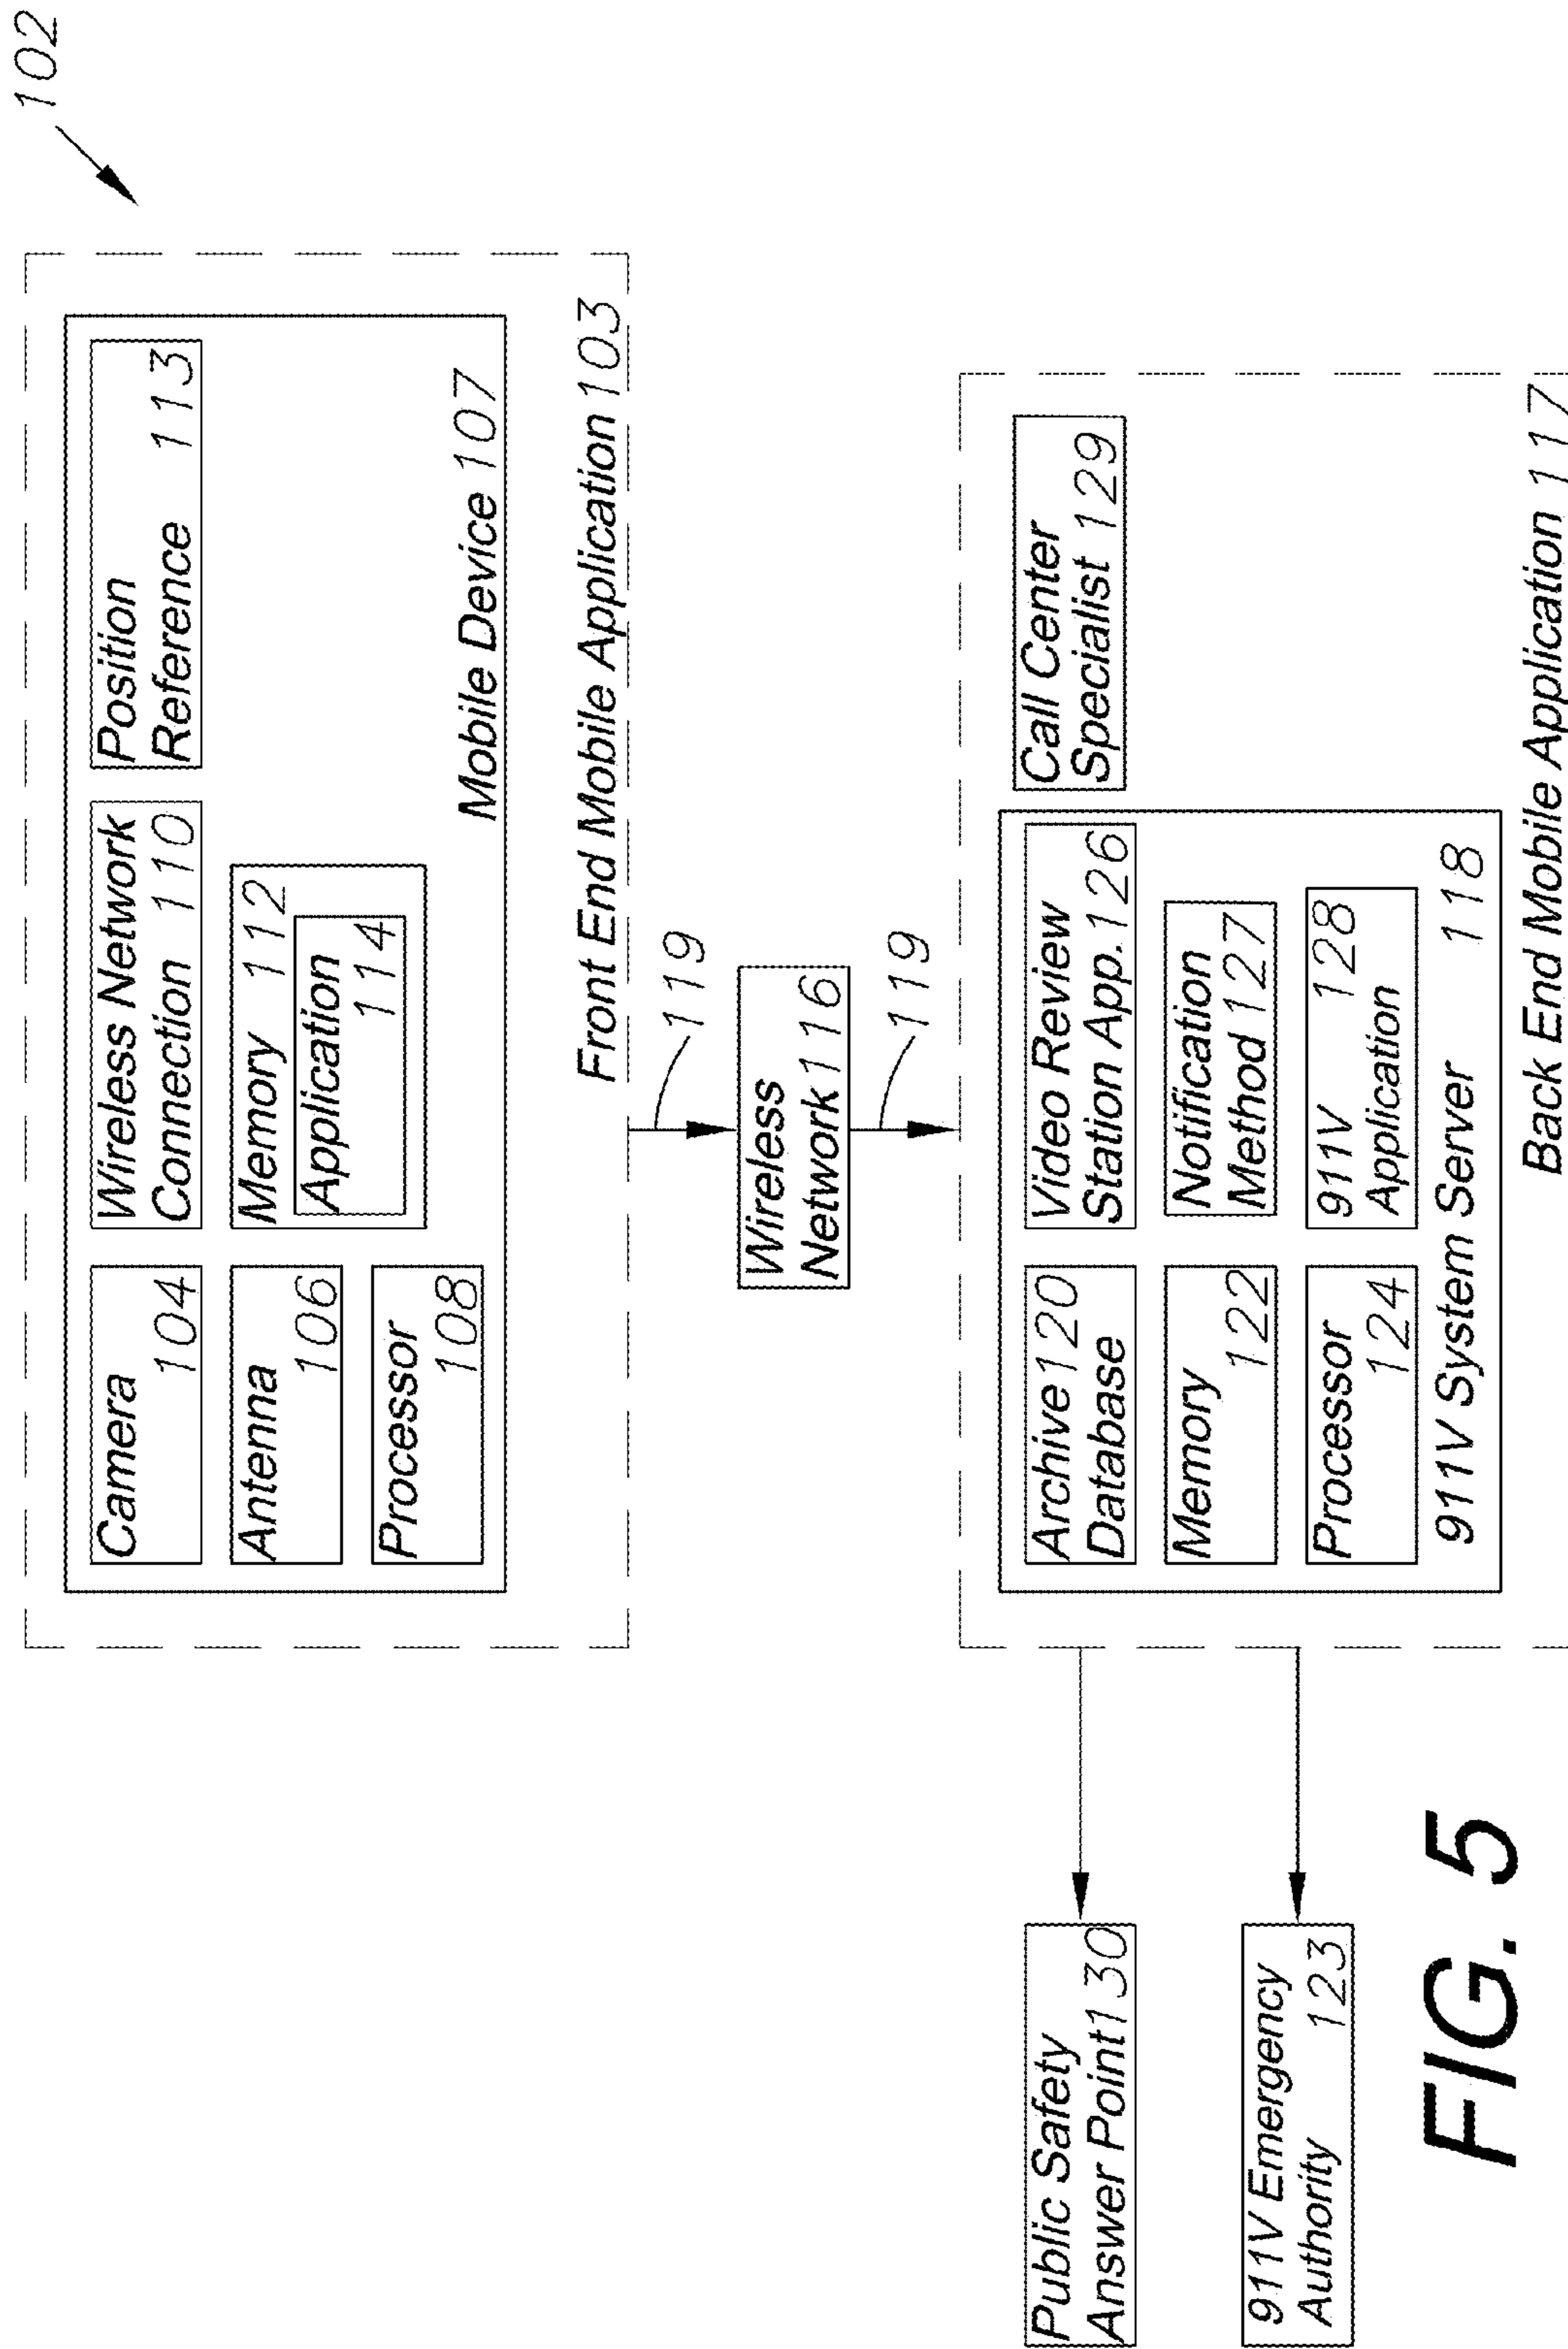 102
Camera
104
Wireless Network
Connection 110
Position
Reference 113
Antenna
106
Memory 112
Application
114
Processor
108
Mobile Device 107
Front End Mobile Application 103
119
Wireless
Network 116
119
Archive 120
Database
Video Review
Station App. 126
Call Center
Specialist 129
Memory
122
Notification
Method 127
Processor
124
911V 128
Application
911V System Server 118
Back End Mobile Application 117
Public Safety
Answer Point 130
911V Emergency
Authority 123
FIG. 5